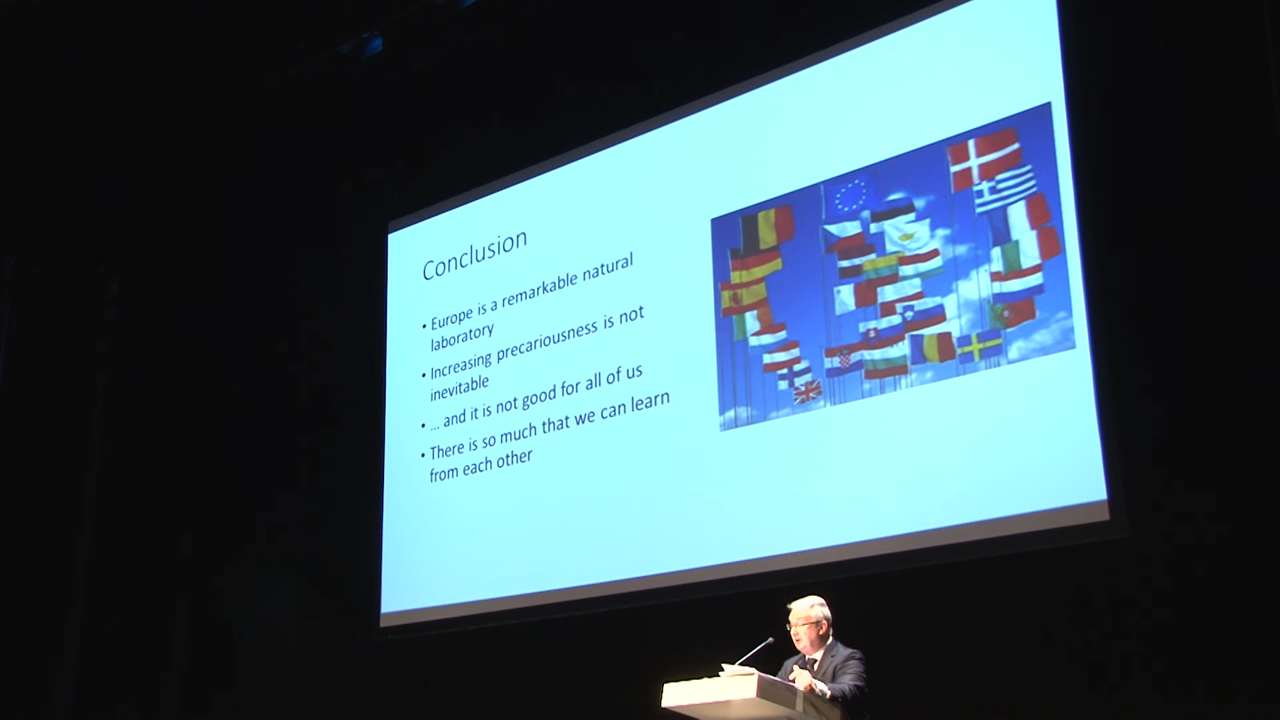 Conclusion
• Europe is a remarkable natural
laboratory
• Increasing precariousness is not
inevitable
• ... and it is not good for all of us
• There is so much that we can learn
from each other